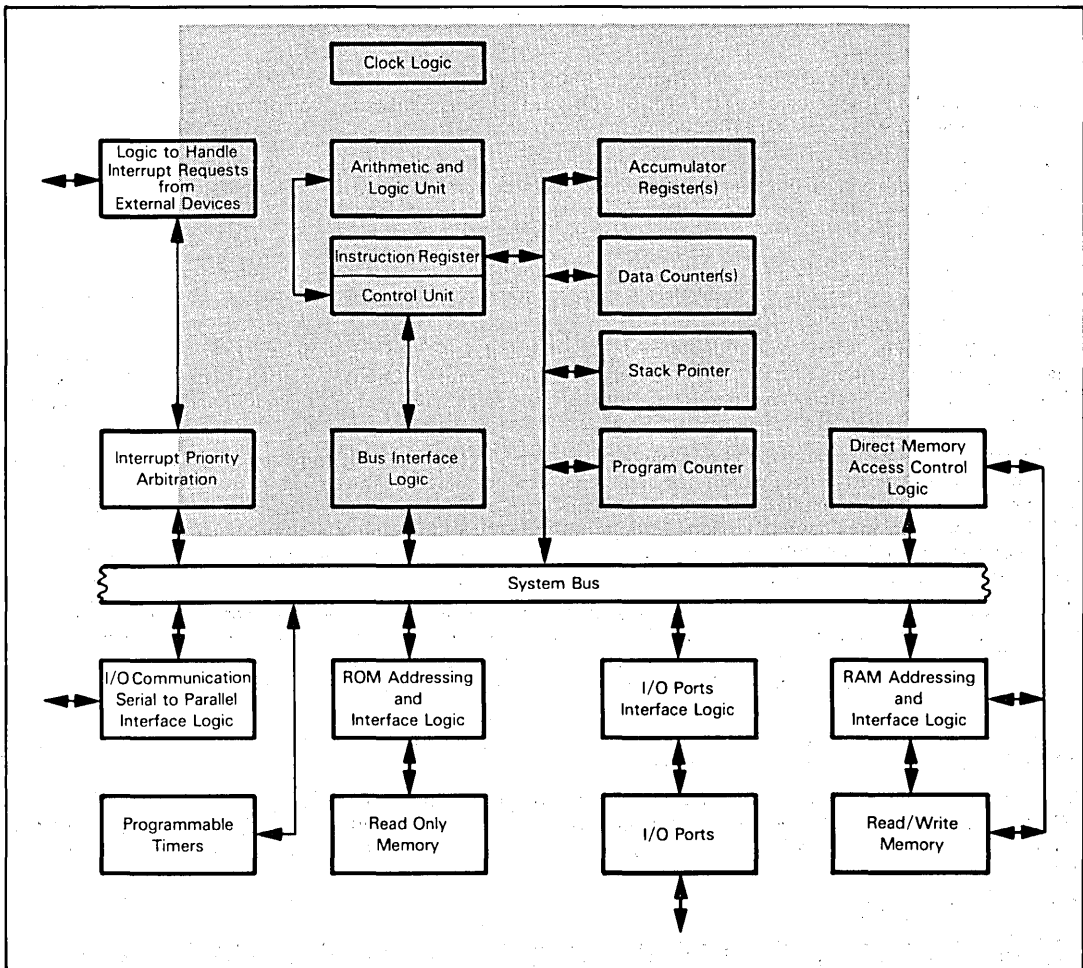 Clock Logic
Logic to Handle
Interrupt Requests
from
External Devices
Arithmetic and
Logic Unit
Accumulator
Register(s)
Instruction Register
Control Unit
Data Counter(s)
Stack Pointer
Interrupt Priority
Arbitration
Bus Interface
Logic
Program Counter
Direct Memory
Access Control
Logic
System Bus
I/O Communication
Serial to Parallel
Interface Logic
ROM Addressing
and
Interface Logic
I/O Ports
Interface Logic
RAM Addressing
and
Interface Logic
Programmable
Timers
Read Only
Memory
I/O Ports
Read/Write
Memory